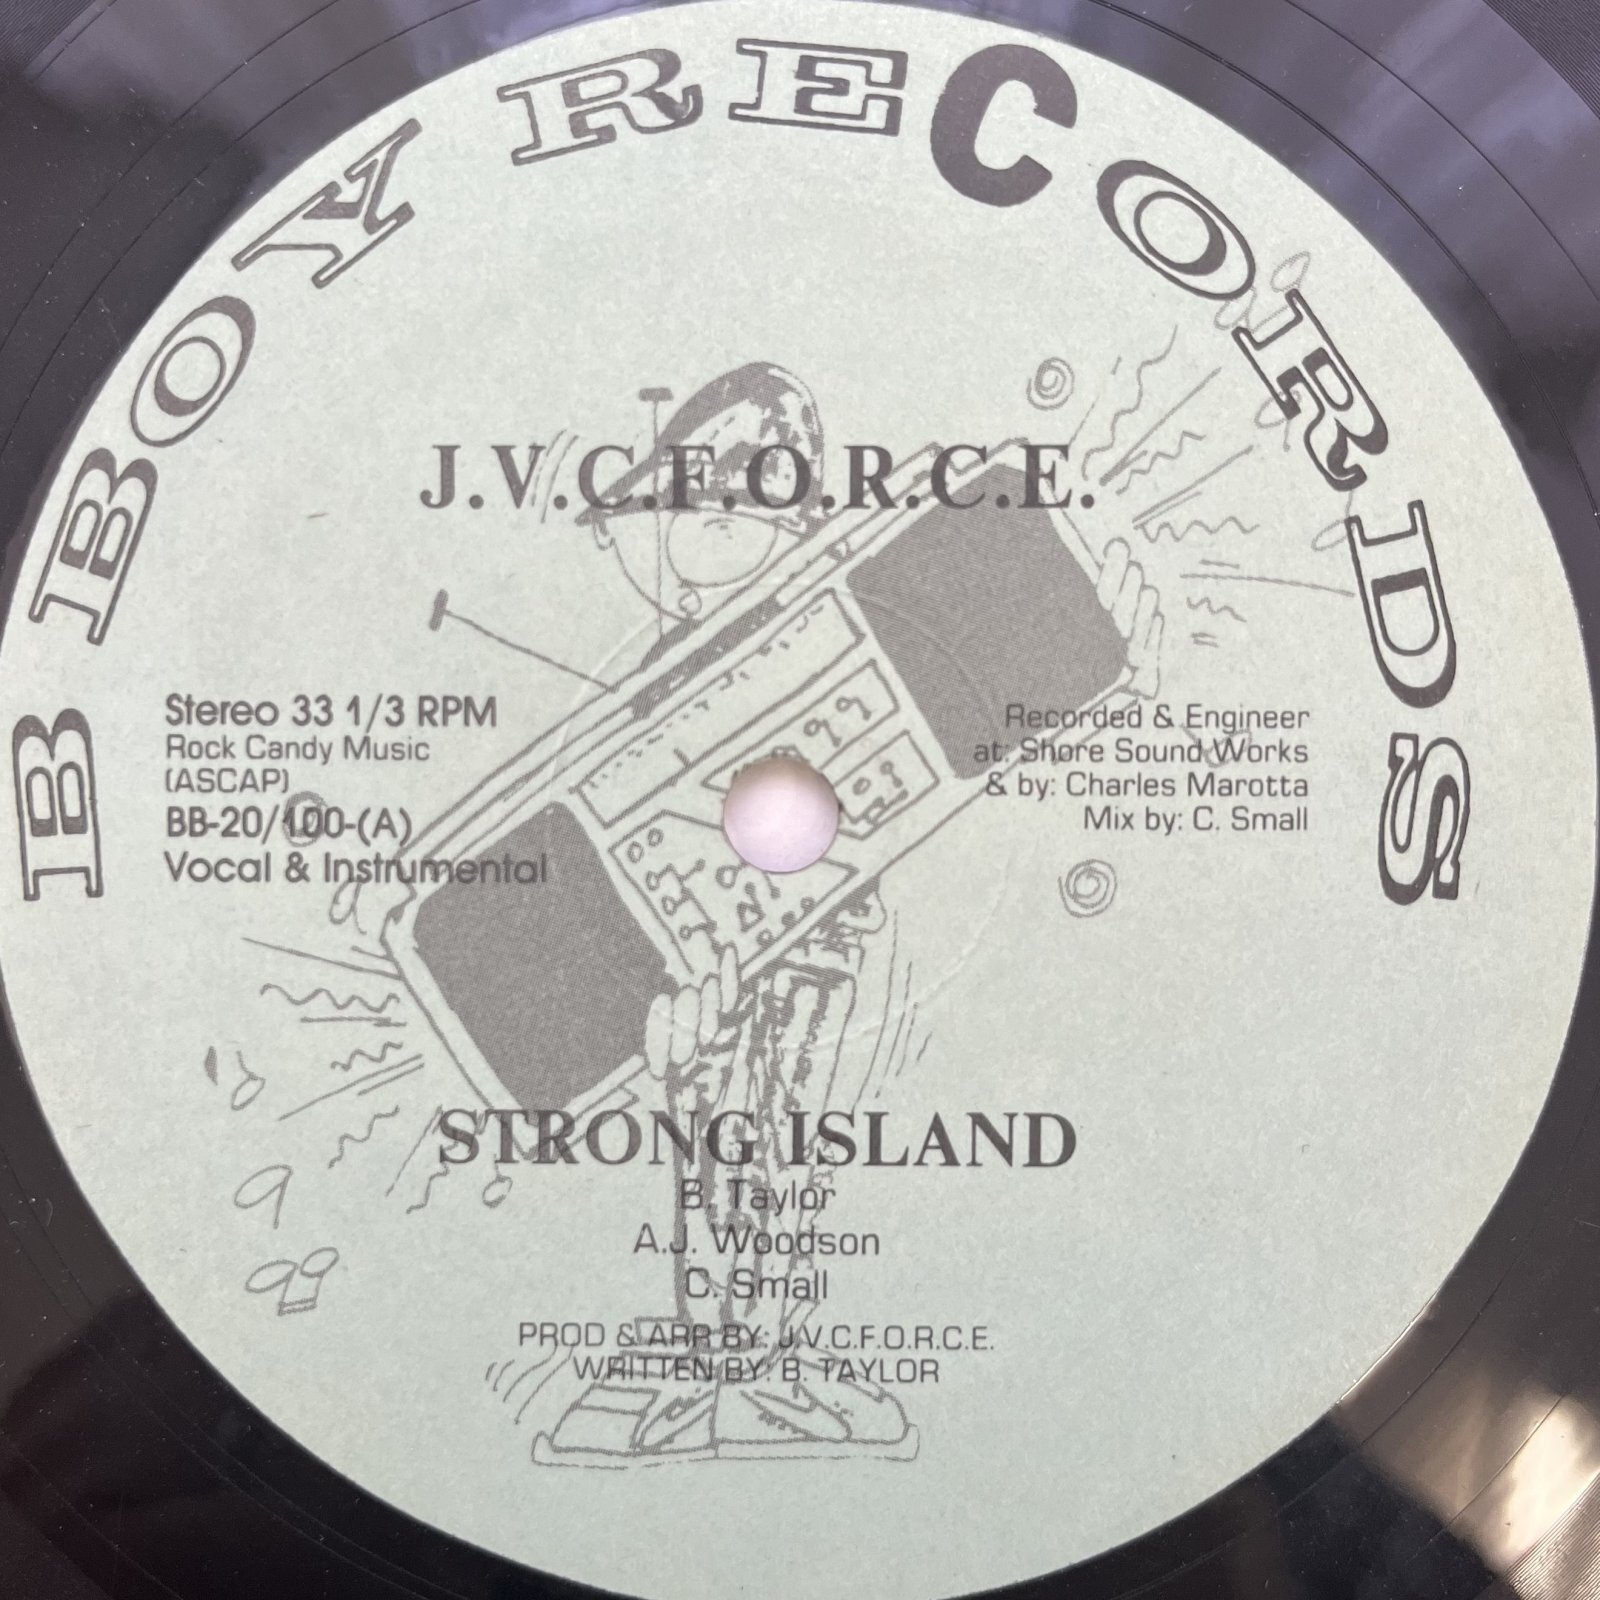 B BOY RECORDS
J.V.C.F.O.R.C.E.
Stereo 33 1/3 RPM
Rock Candy Music
(ASCAP)
BB-20/100-(A)
Vocal & Instrumental
Recorded & Engineer
at: Shore Sound Works
& by: Charles Marotta
Mix by: C. Small
STRONG ISLAND
B. Taylor
A.J. Woodson
C. Small
PROD & ARR BY: J.V.C.F.O.R.C.E.
WRITTEN BY: B. TAYLOR